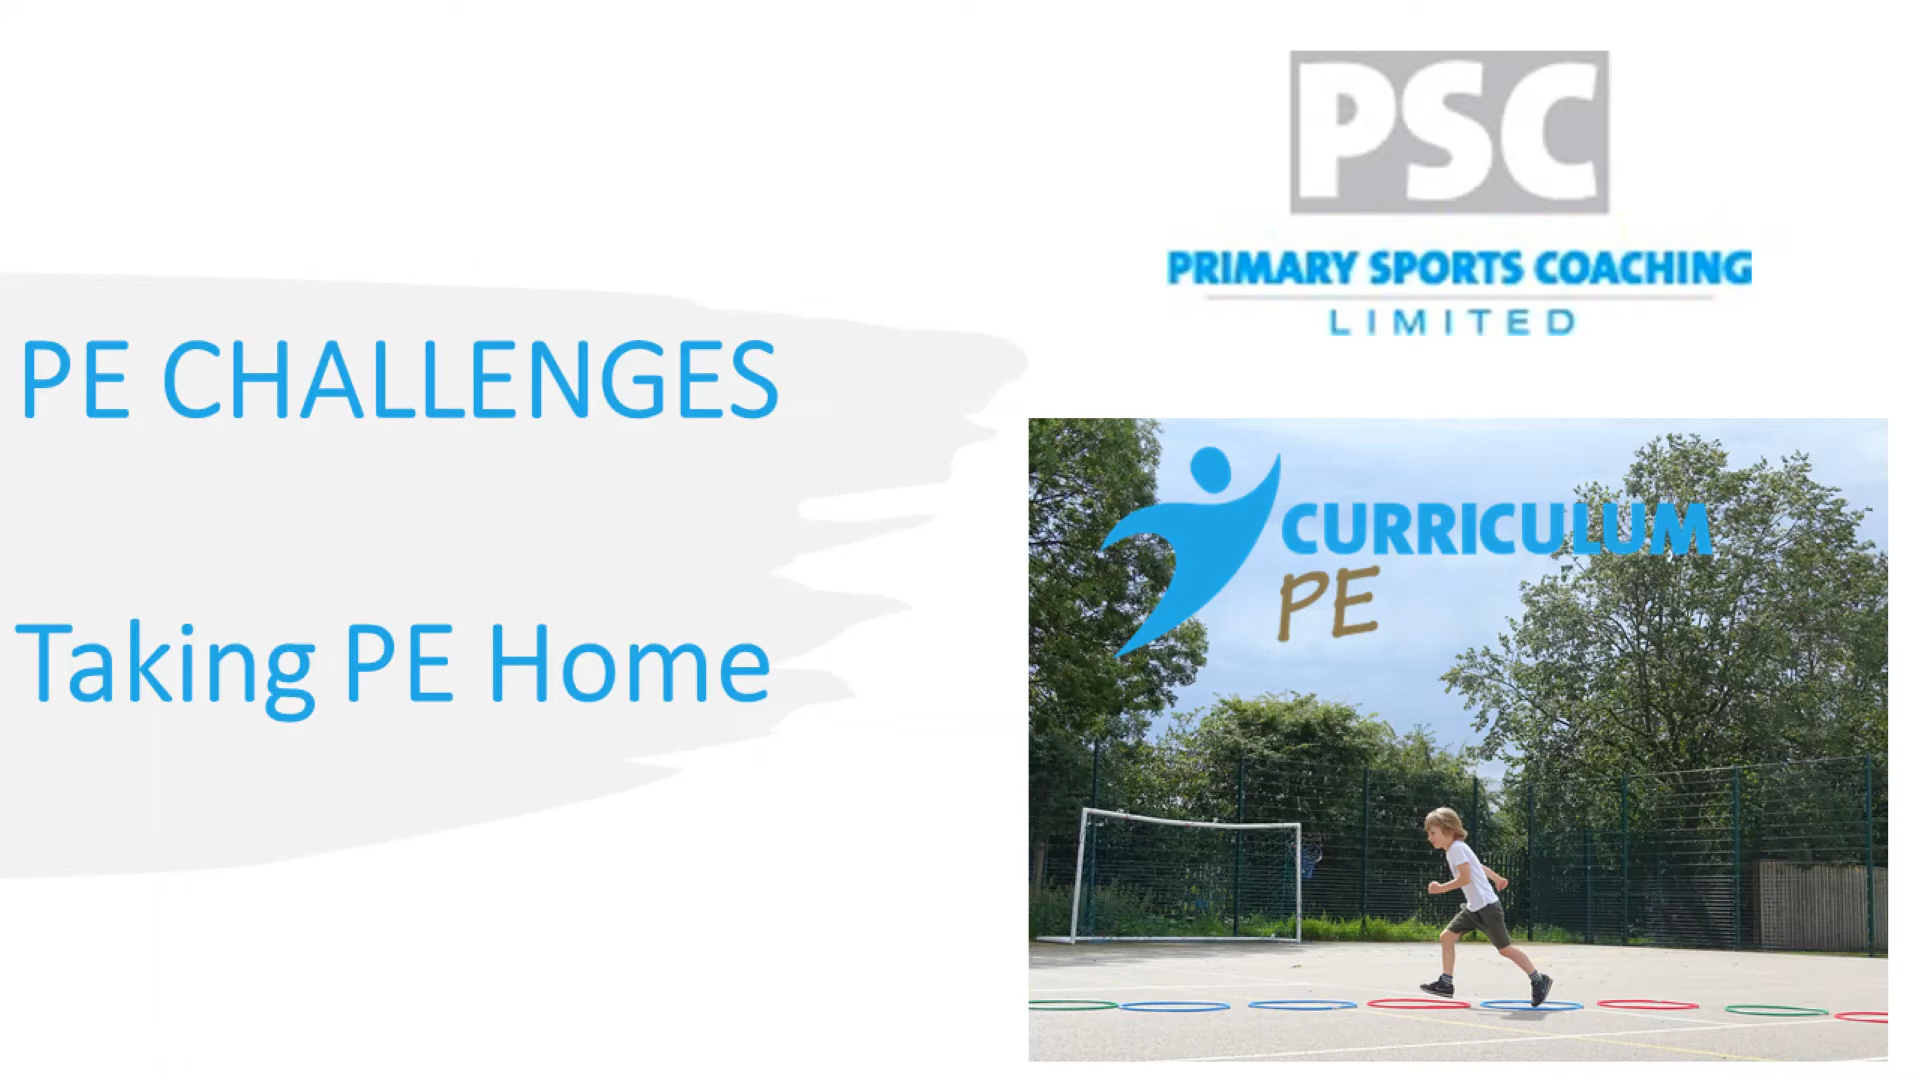 PE CHALLENGES
Taking PE Home
PSC
PRIMARY SPORTS COACHING
LIMITED
CURRICULUM
PE